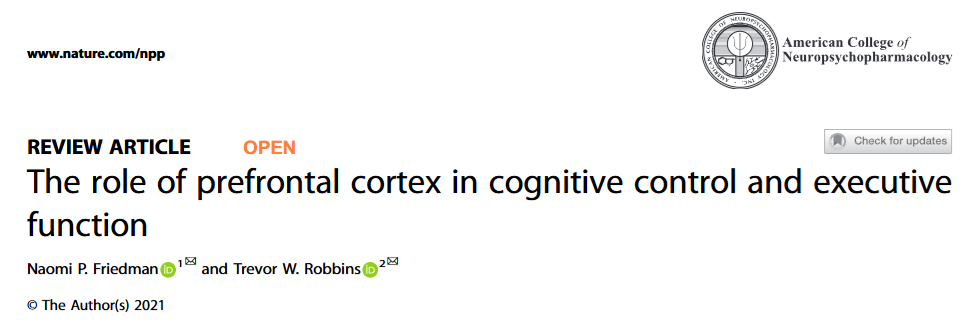 www.nature.com/npp
AMERICAN COLLEGE OF NEUROPSYCHOPHARMACOLOGY INC.
American College of
Neuropsychopharmacology
REVIEW ARTICLE OPEN
Check for updates
The role of prefrontal cortex in cognitive control and executive
function
Naomi P. Friedman iD 1✉ and Trevor W. Robbins iD 2✉
© The Author(s) 2021